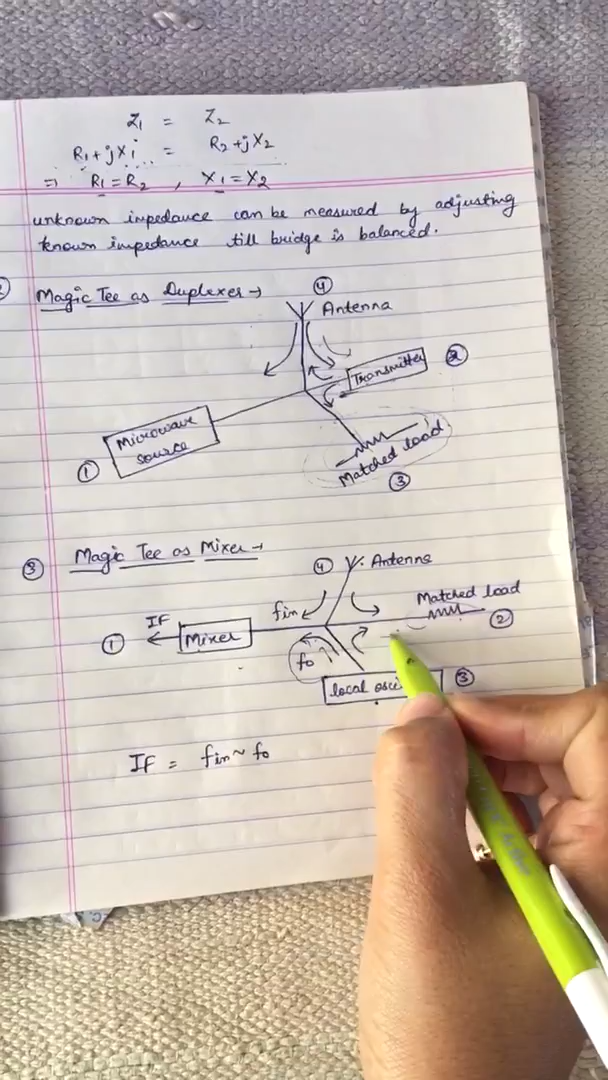 Z1 = Z2
R1+jX1 = R2+jX2
⇒ R1=R2 , X1=X2
unknown impedance can be measured by adjusting
known impedance till bridge is balanced.
Magic Tee as Duplexer→
④
Antenna
Transmitter ②
Microwave
source
①
Matched load
③
③ Magic Tee as Mixer→
④ Antenna
Matched load
②
fin
IF
① Mixer
fo
local ③
IF = fin~fo